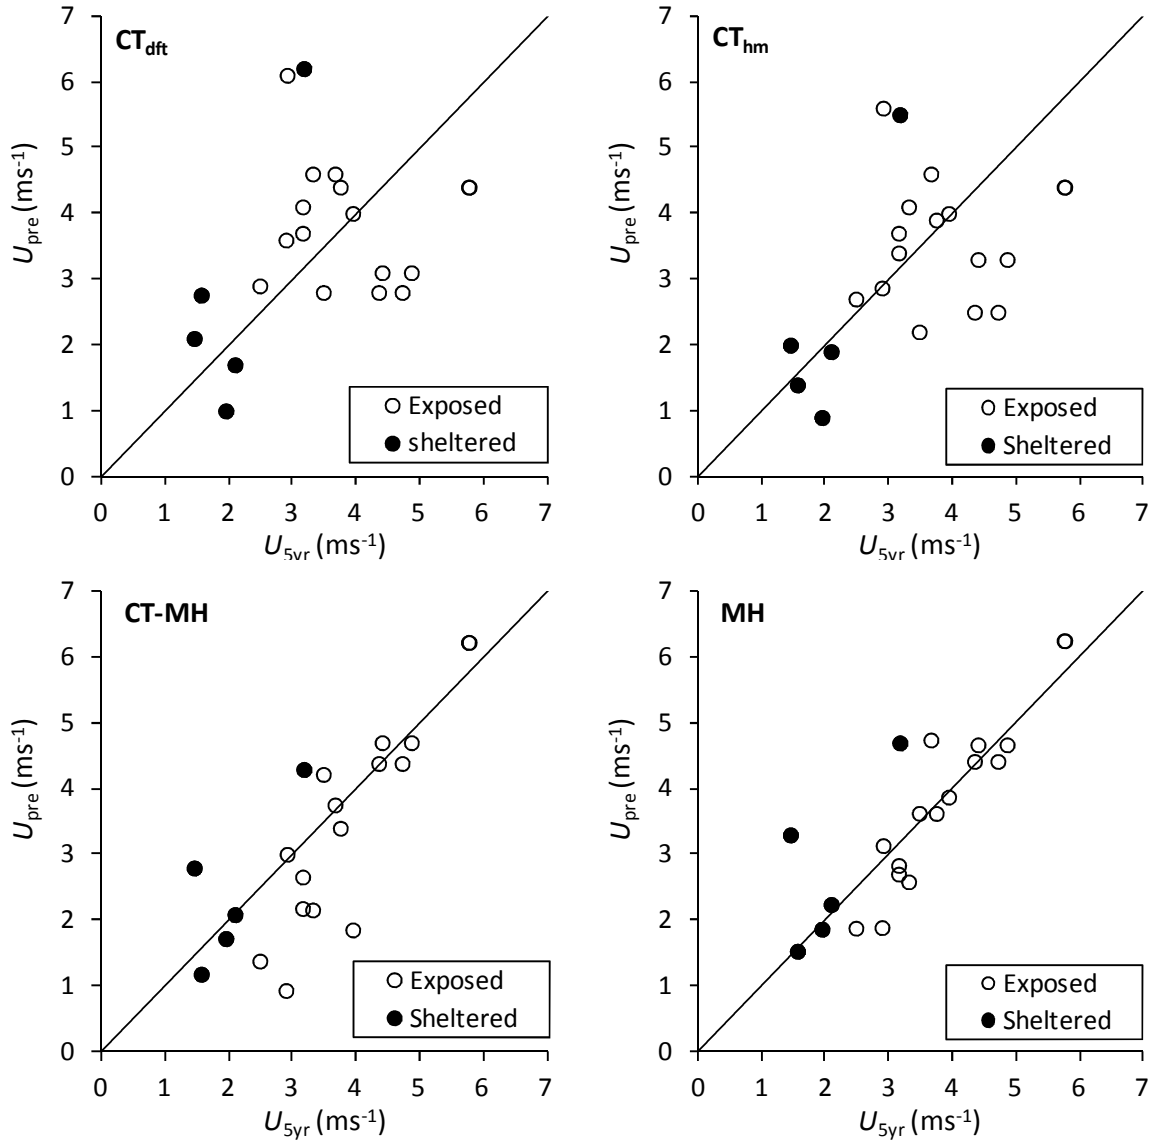 CTdft
7
6
5
4
3
2
1
0
Upre (ms-1)
Exposed
sheltered
0 1 2 3 4 5 6 7
U5yr (ms-1)
CThm
7
6
5
4
3
2
1
0
Upre (ms-1)
Exposed
Sheltered
0 1 2 3 4 5 6 7
U5yr (ms-1)
CT-MH
7
6
5
4
3
2
1
0
Upre (ms-1)
Exposed
Sheltered
0 1 2 3 4 5 6 7
U5yr (ms-1)
MH
7
6
5
4
3
2
1
0
Upre (ms-1)
Exposed
Sheltered
0 1 2 3 4 5 6 7
U5yr (ms-1)